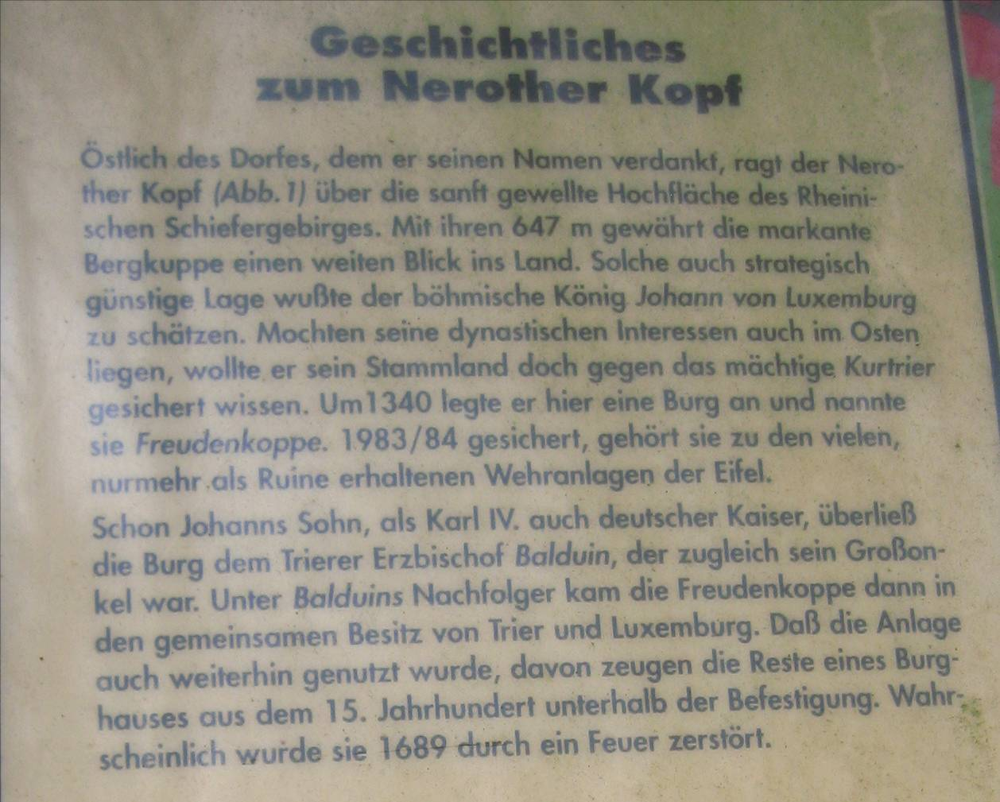 Geschichtliches
zum Nerother Kopf
Östlich des Dorfes, dem er seinen Namen verdankt, ragt der Nero-
ther Kopf (Abb. 1) über die sanft gewellte Hochfläche des Rheini-
schen Schiefergebirges. Mit ihren 647 m gewährt die markante
Bergkuppe einen weiten Blick ins Land. Solche auch strategisch
günstige Lage wußte der böhmische König Johann von Luxemburg
zu schätzen. Mochten seine dynastischen Interessen auch im Osten
liegen, wollte er sein Stammland doch gegen das mächtige Kurtrier
gesichert wissen. Um 1340 legte er hier eine Burg an und nannte
sie Freudenkoppe. 1983/84 gesichert, gehört sie zu den vielen,
nurmehr als Ruine erhaltenen Wehranlagen der Eifel.
Schon Johanns Sohn, als Karl IV. auch deutscher Kaiser, überließ
die Burg dem Trierer Erzbischof Balduin, der zugleich sein Großon-
kel war. Unter Balduins Nachfolger kam die Freudenkoppe dann in
den gemeinsamen Besitz von Trier und Luxemburg. Daß die Anlage
auch weiterhin genutzt wurde, davon zeugen die Reste eines Burg-
hauses aus dem 15. Jahrhundert unterhalb der Befestigung. Wahr-
scheinlich wurde sie 1689 durch ein Feuer zerstört.